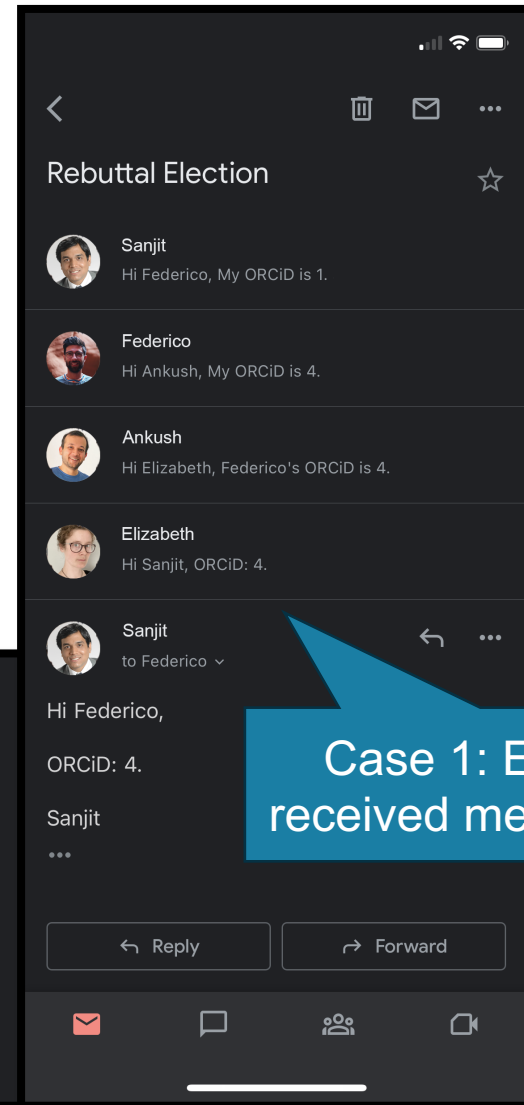 Rebuttal Election
Sanjit
Hi Federico, My ORCiD is 1.
Federico
Hi Ankush, My ORCiD is 4.
Ankush
Hi Elizabeth, Federico's ORCiD is 4.
Elizabeth
Hi Sanjit, ORCiD: 4.
Sanjit
to Federico
Hi Federico,
ORCiD: 4.
Sanjit
Case 1:
received
Reply
Forward